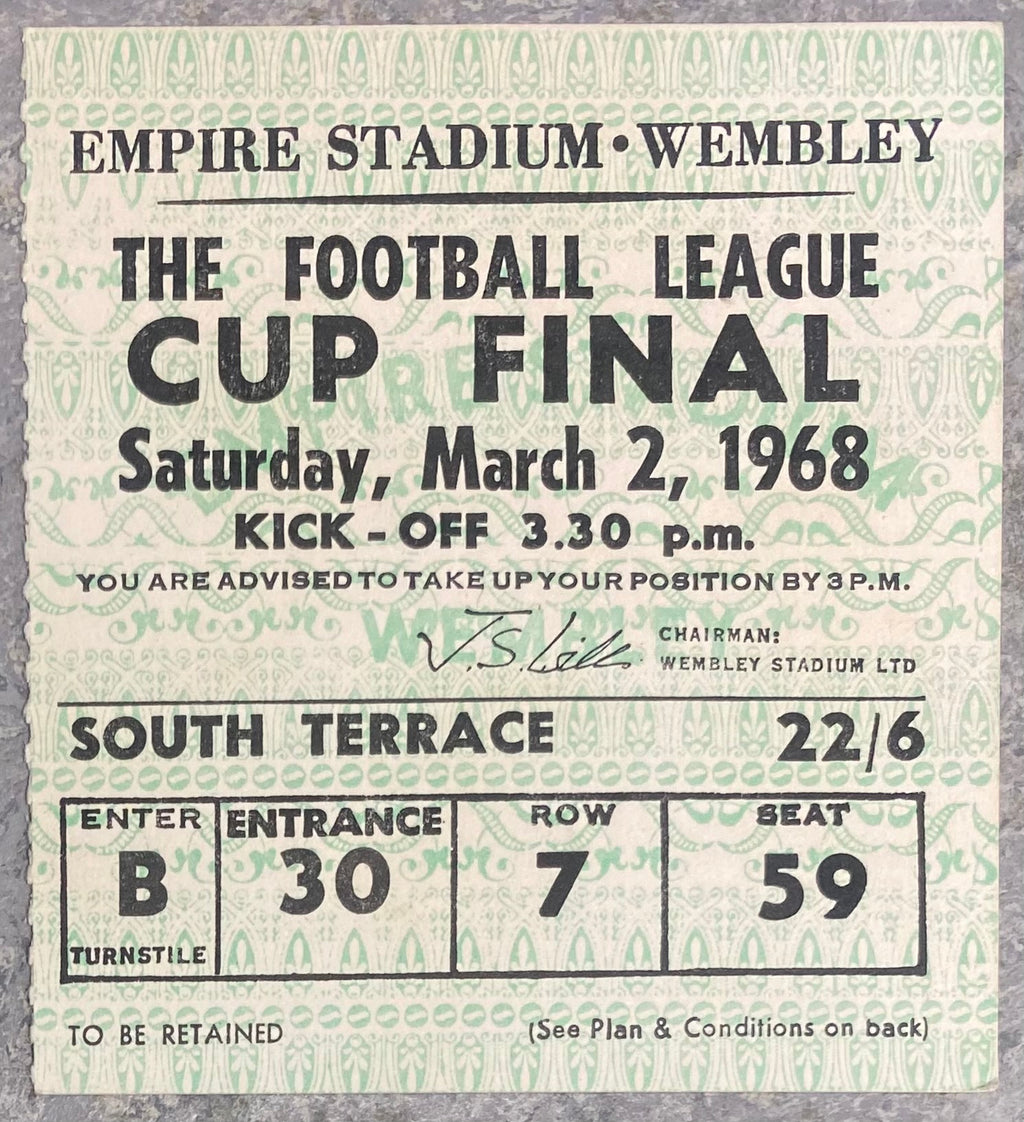 EMPIRE STADIUM • WEMBLEY
THE FOOTBALL LEAGUE
CUP FINAL
Saturday, March 2, 1968
KICK - OFF 3.30 p.m.
YOU ARE ADVISED TO TAKE UP YOUR POSITION BY 3 P.M.
WEMBLEY
J.S. CHAIRMAN:
WEMBLEY STADIUM LTD
SOUTH TERRACE 22/6
ENTER ENTRANCE ROW SEAT
B 30 7 59
TURNSTILE
TO BE RETAINED (See Plan & Conditions on back)